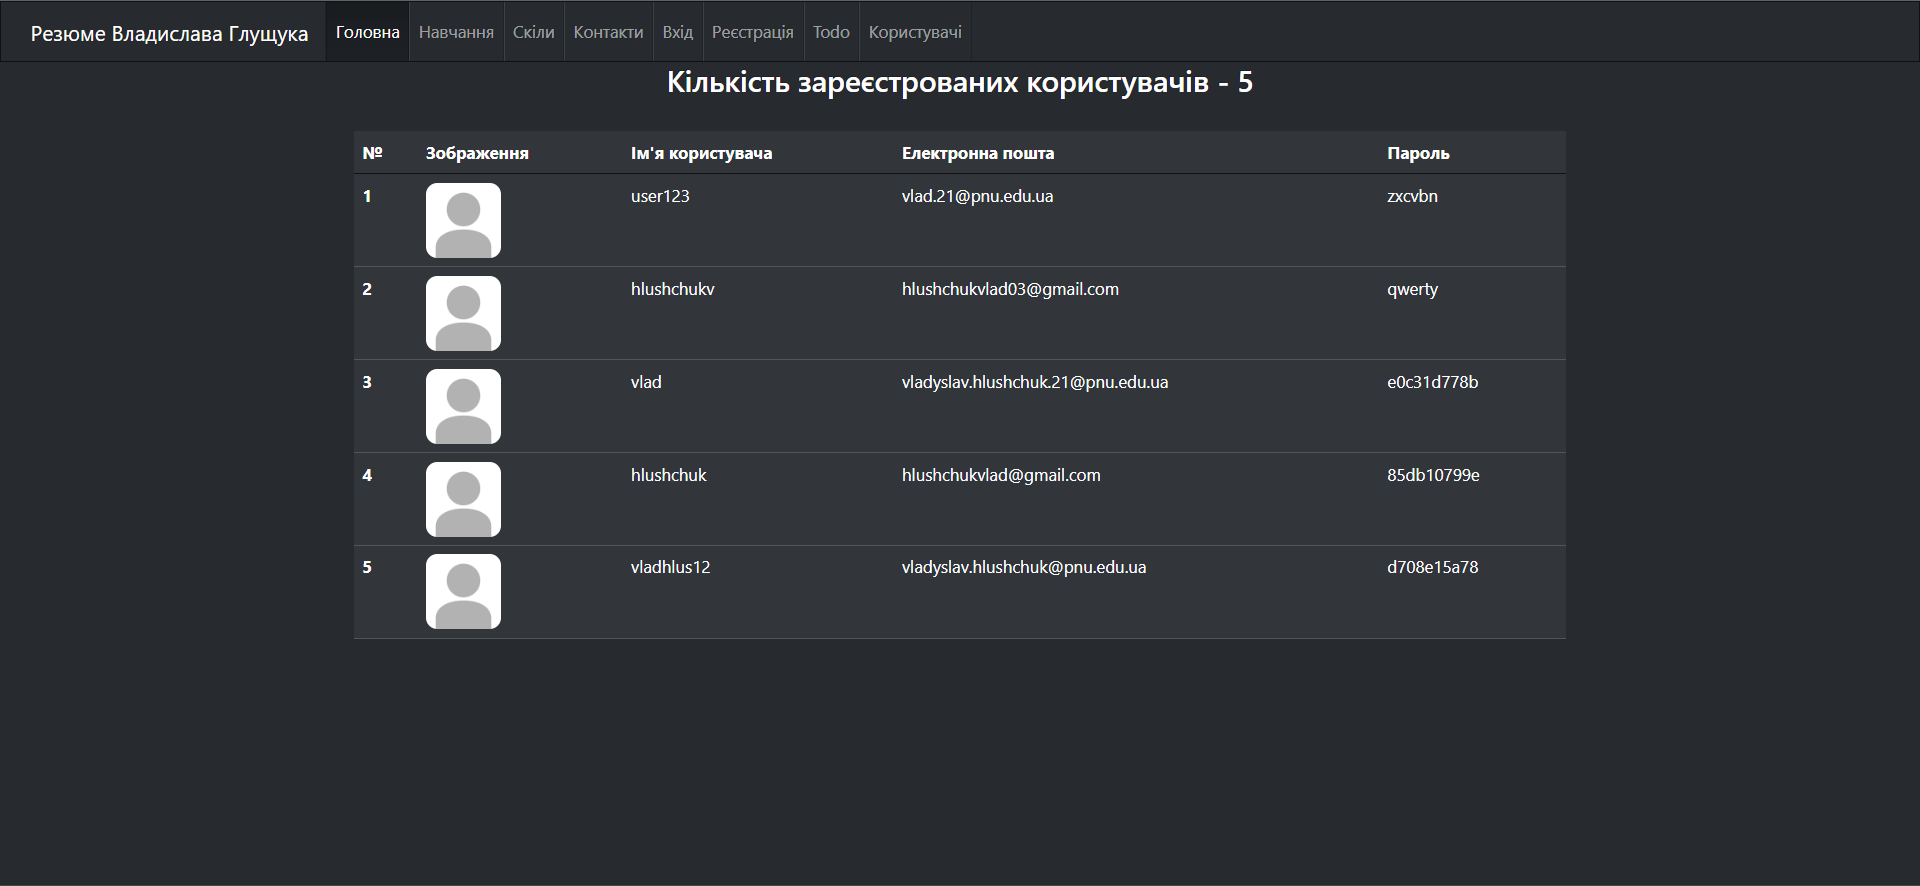 Резюме Владислава Глущука Головна Навчання Скіли Контакти Вхід Реєстрація Todo Користувачі
Кількість зареєстрованих користувачів - 5
№ Зображення Ім'я користувача Електронна пошта Пароль
1 user123 vlad.21@pnu.edu.ua zxcvbn
2 hlushchukv hlushchukvlad03@gmail.com qwerty
3 vlad vladyslav.hlushchuk.21@pnu.edu.ua e0c31d778b
4 hlushchuk hlushchukvlad@gmail.com 85db10799e
5 vladhlus12 vladyslav.hlushchuk@pnu.edu.ua d708e15a78